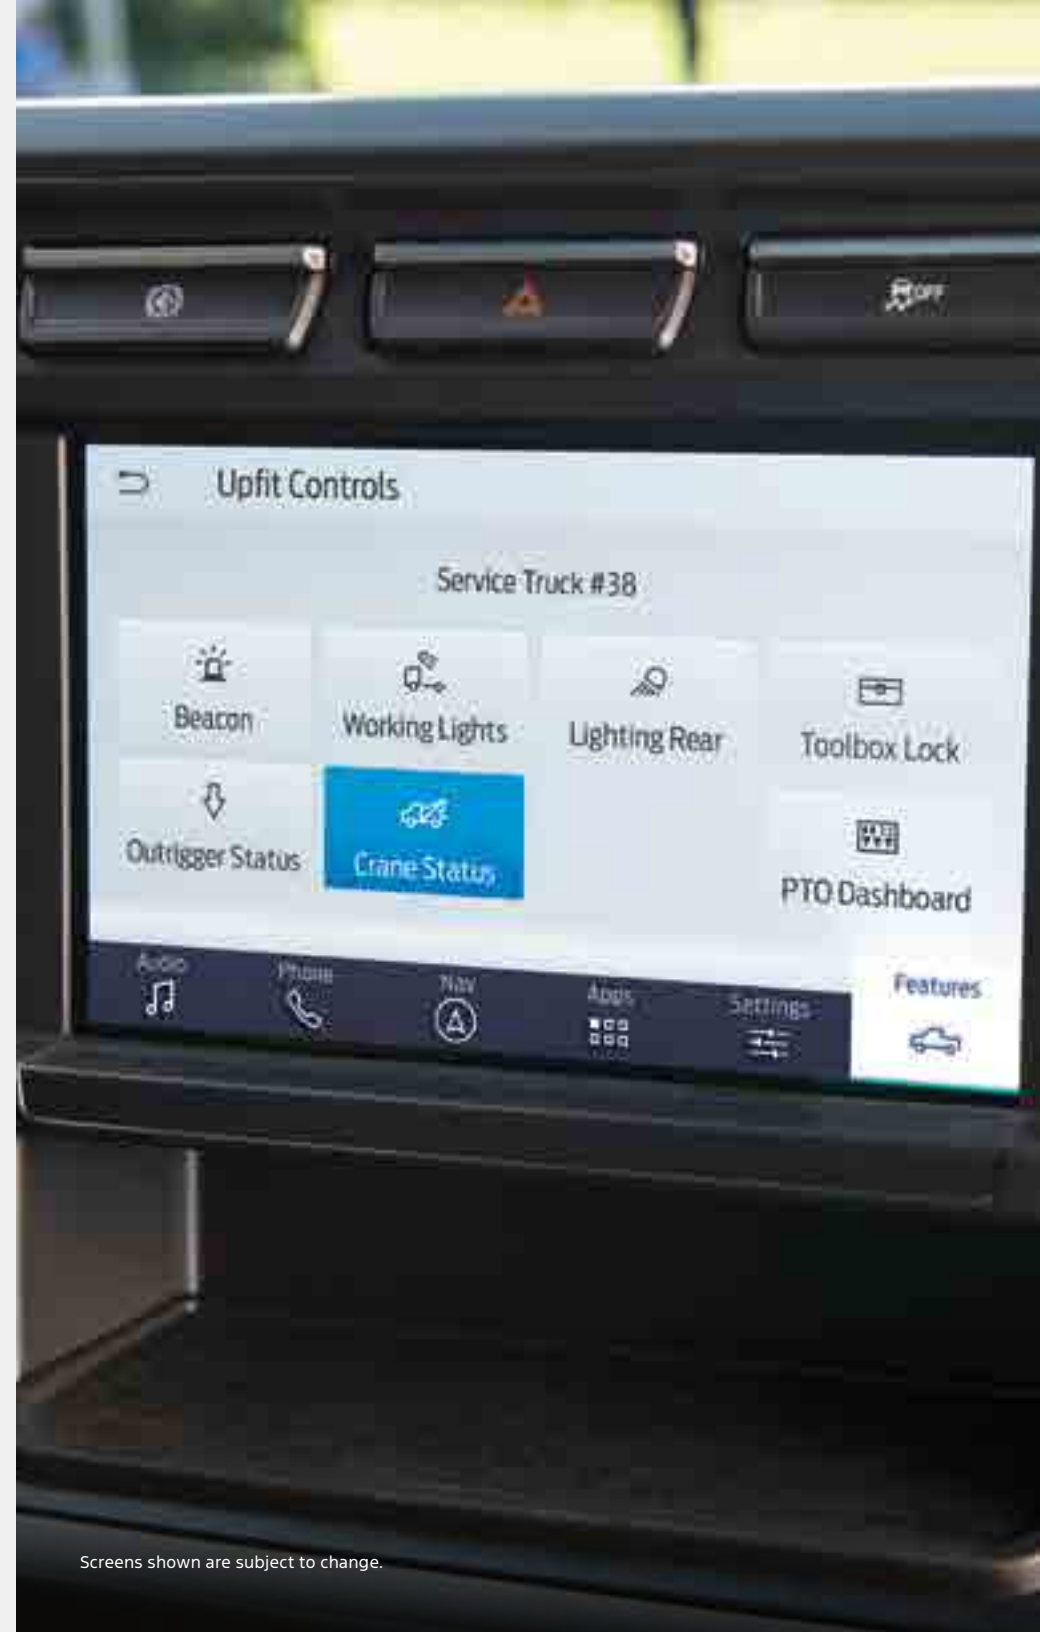 OFF
Upfit Controls
Service Truck #38
Beacon
Working Lights
Lighting Rear
Toolbox Lock
Outrigger Status
Crane Status
PTO Dashboard
Audio
Phone
Nav
Apps
Settings
Features
Screens shown are subject to change.